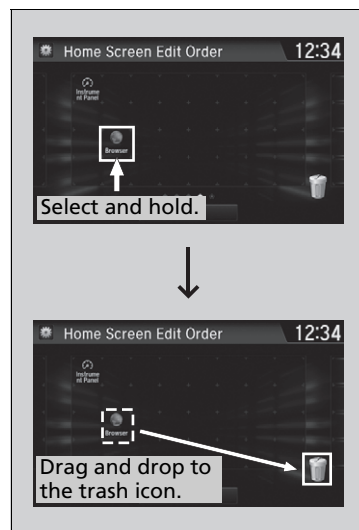 Home Screen Edit Order
12:34
Instrume
nt Panel
Browser
Select and hold.
Home Screen Edit Order
12:34
Instrume
nt Panel
Browser
Drag and drop to
the trash icon.